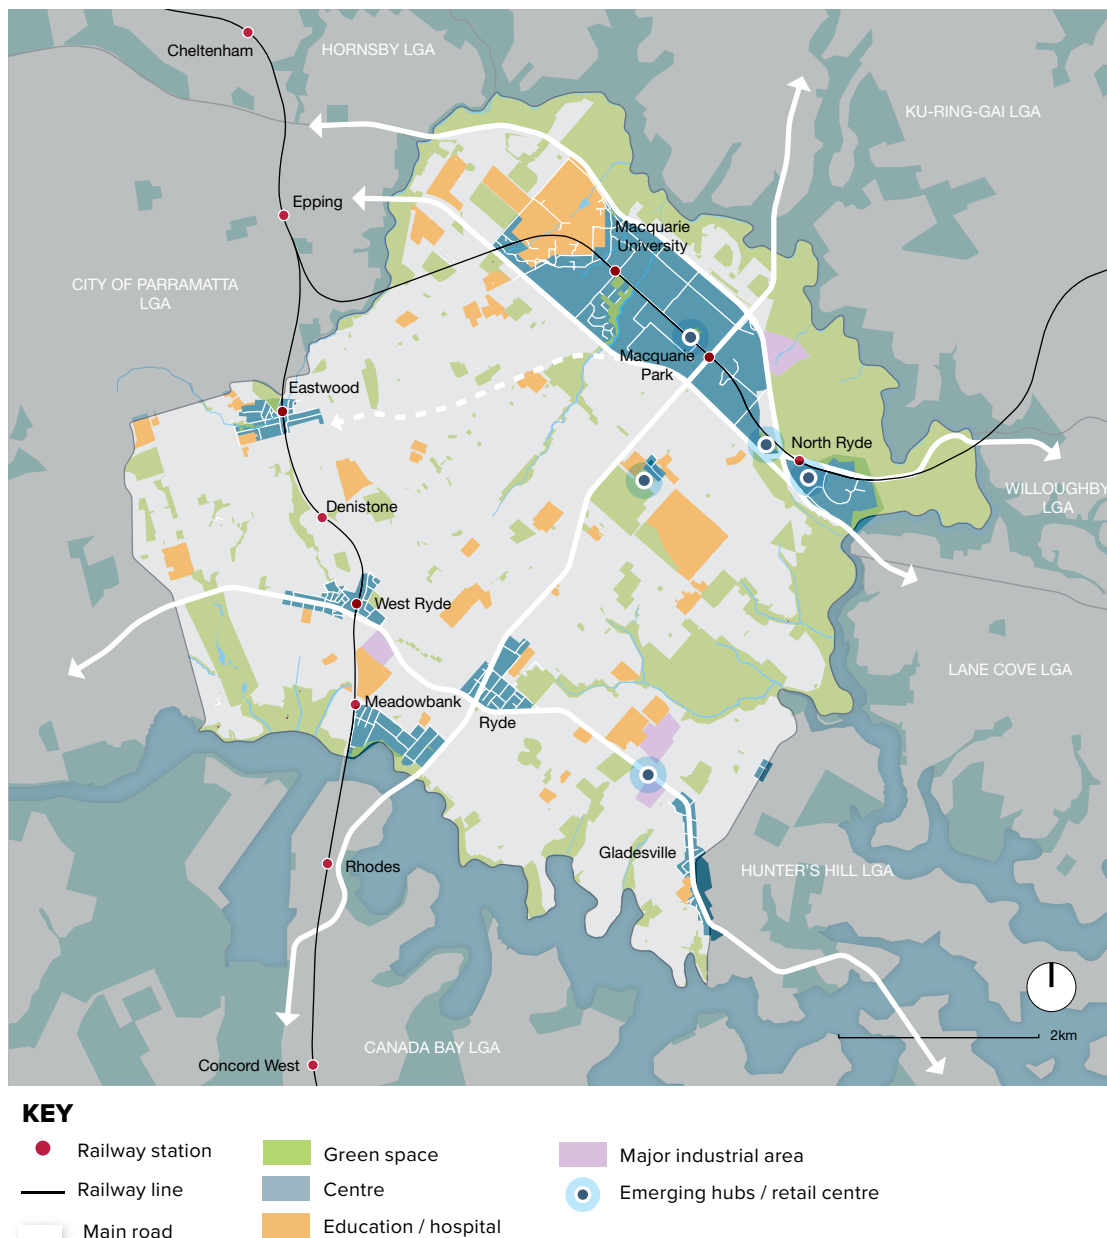 Cheltenham
HORNSBY LGA
KU-RING-GAI LGA
Epping
Macquarie
University
CITY OF PARRAMATTA
LGA
Macquarie
Park
Eastwood
North Ryde
WILLOUGHBY
LGA
Denistone
West Ryde
LANE COVE LGA
Meadowbank
Ryde
Gladesville
Rhodes
HUNTER'S HILL LGA
2km
CANADA BAY LGA
Concord West
KEY
Railway station
Railway line
Main road
Green space
Centre
Education / hospital
Major industrial area
Emerging hubs / retail centre